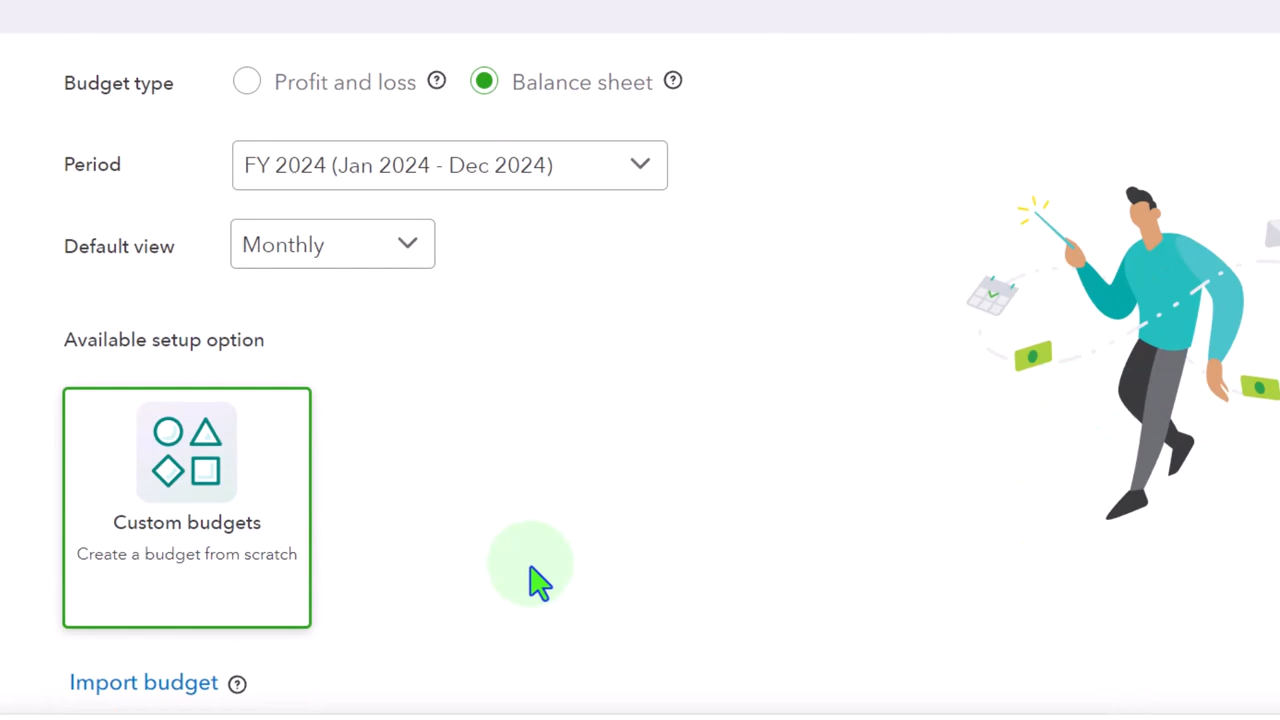 Budget type Profit and loss ? Balance sheet ?
Period FY 2024 (Jan 2024 - Dec 2024)
Default view Monthly
Available setup option
Custom budgets
Create a budget from scratch
Import budget ?